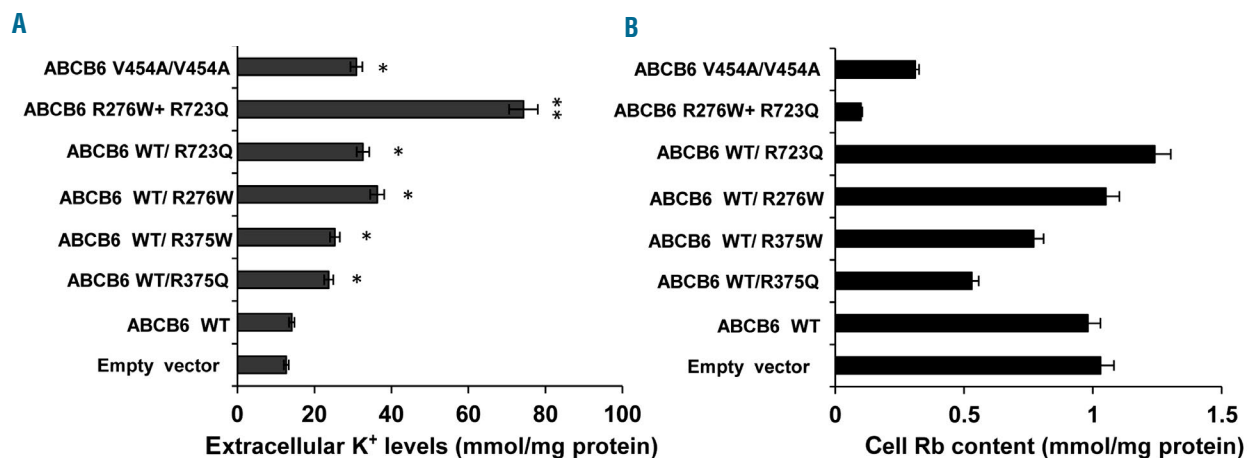 A
ABCB6 V454A/V454A
*
ABCB6 R276W+ R723Q
**
ABCB6 WT/ R723Q
*
ABCB6 WT/ R276W
*
ABCB6 WT/ R375W
*
ABCB6 WT/R375Q
*
ABCB6 WT
Empty vector
0 20 40 60 80 100
Extracellular K⁺ levels (mmol/mg protein)
B
ABCB6 V454A/V454A
ABCB6 R276W+ R723Q
ABCB6 WT/ R723Q
ABCB6 WT/ R276W
ABCB6 WT/ R375W
ABCB6 WT/R375Q
ABCB6 WT
Empty vector
0 0.5 1 1.5
Cell Rb content (mmol/mg protein)